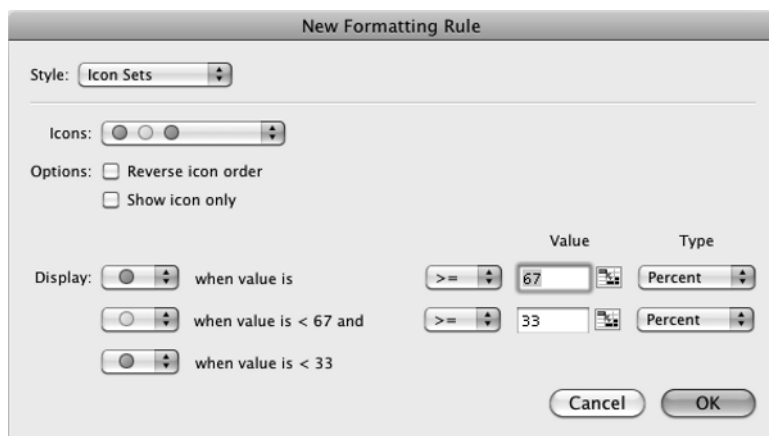 New Formatting Rule
Style: Icon Sets
Icons:
Options: Reverse icon order
Show icon only
Value Type
Display: when value is >= 67 Percent
when value is < 67 and >= 33 Percent
when value is < 33
Cancel OK